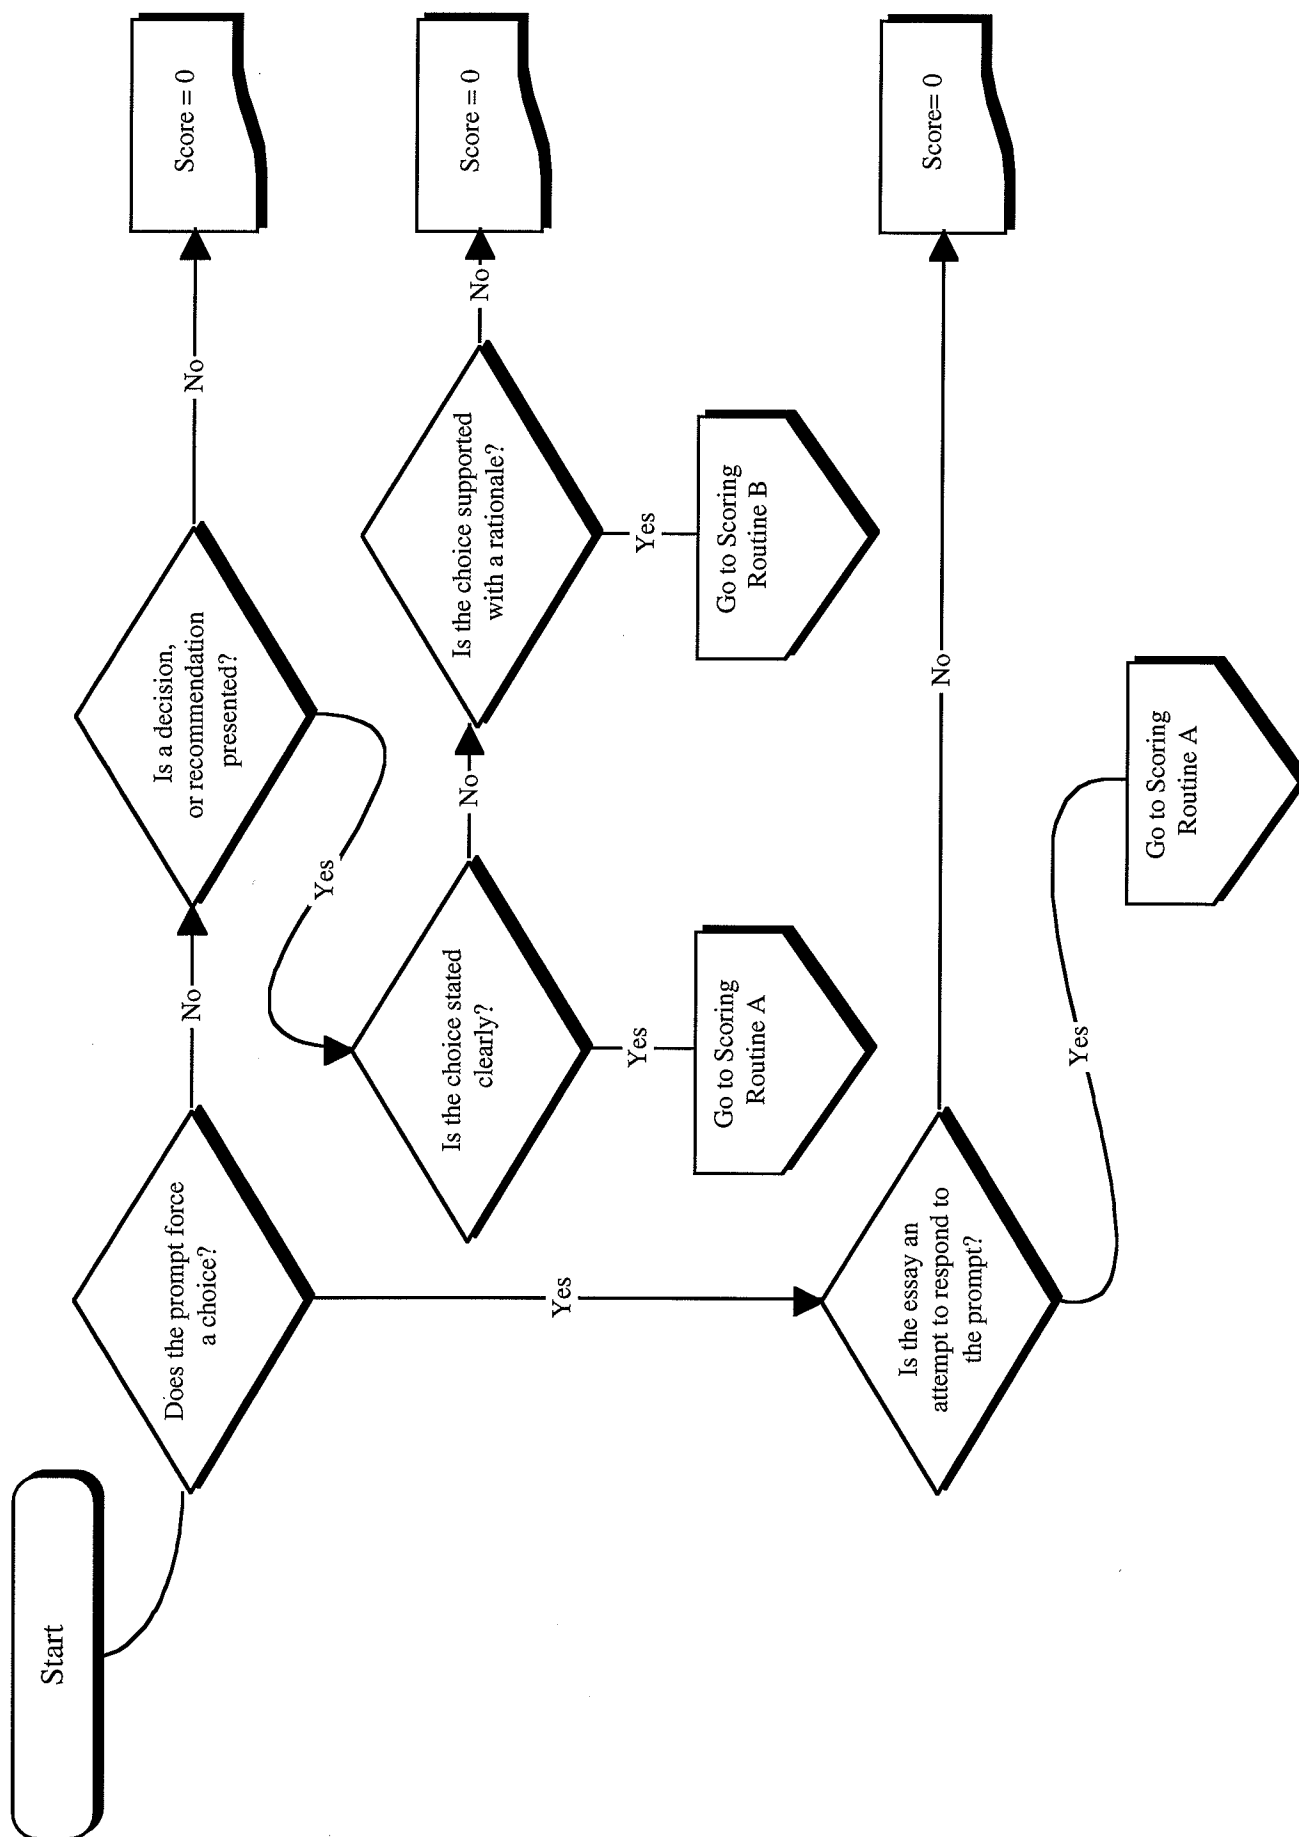 Start
Does the prompt force
a choice?
No
Is a decision,
or recommendation
presented?
No
Score = 0
Yes
Is the choice stated
clearly?
No
Is the choice supported
with a rationale?
No
Score = 0
Yes
Go to Scoring
Routine A
Yes
Go to Scoring
Routine B
Yes
Is the essay an
attempt to respond to
the prompt?
No
Score= 0
Yes
Go to Scoring
Routine A